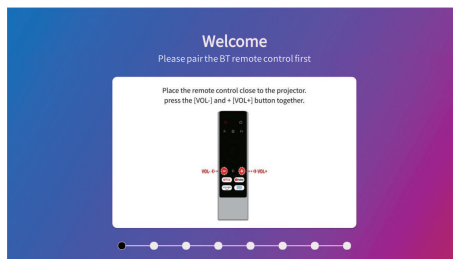 Welcome
Please pair the BT remote control first
Place the remote control close to the projector.
press the [VOL-] and + [VOL+] button together.
VOL-
VOL+